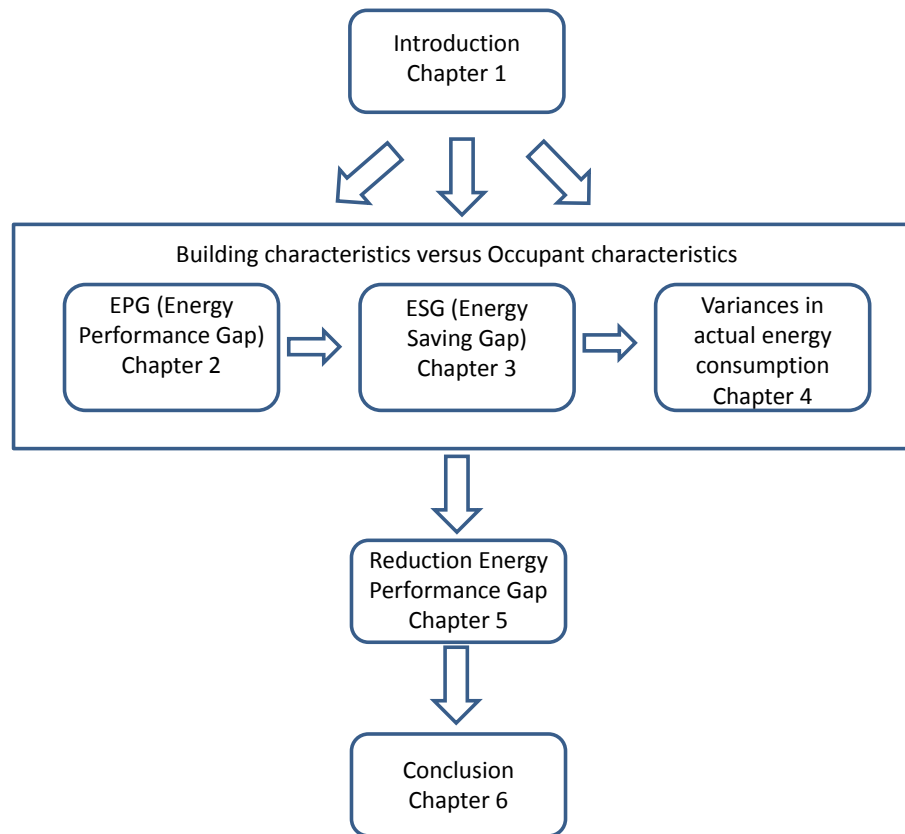 Introduction
Chapter 1
Building characteristics versus Occupant characteristics
EPG (Energy
Performance Gap)
Chapter 2
ESG (Energy
Saving Gap)
Chapter 3
Variances in
actual energy
consumption
Chapter 4
Reduction Energy
Performance Gap
Chapter 5
Conclusion
Chapter 6